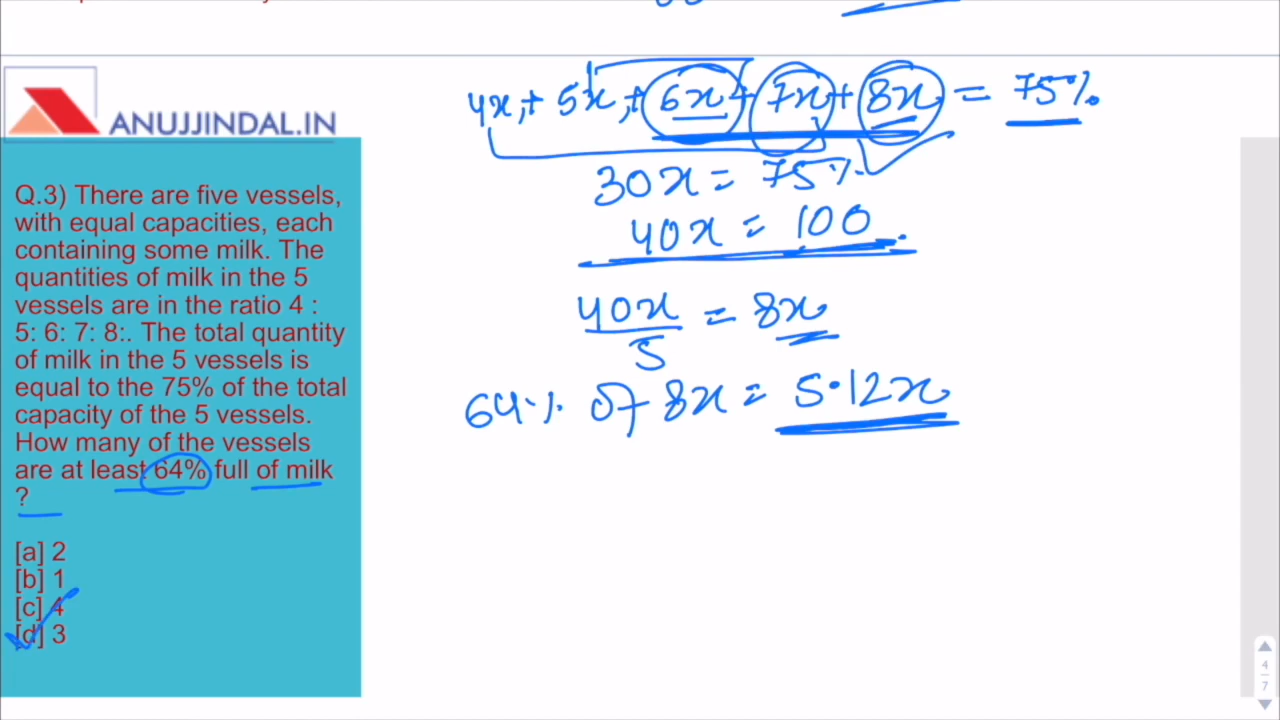 4x + 5x + 6x + 7x + 8x = 75%
30x = 75%
40x = 100
40x/5 = 8x
64% of 8x = 5.12x
ANUJJINDAL.IN
Q.3) There are five vessels,
with equal capacities, each
containing some milk. The
quantities of milk in the 5
vessels are in the ratio 4 :
5: 6: 7: 8:. The total quantity
of milk in the 5 vessels is
equal to the 75% of the total
capacity of the 5 vessels.
How many of the vessels
are at least 64% full of milk
?
[a] 2
[b] 1
[c] 4
[d] 3
4
7